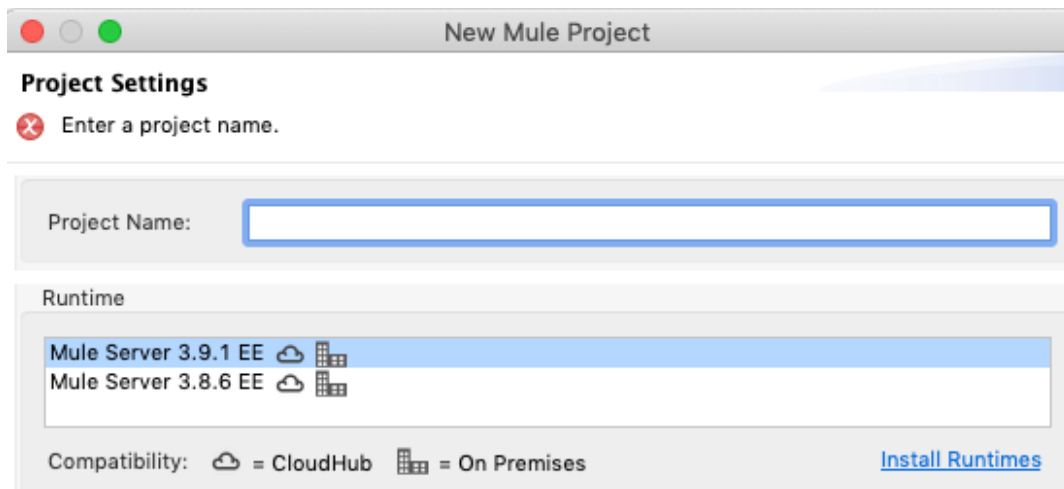 New Mule Project
Project Settings
Enter a project name.
Project Name:
Runtime
Mule Server 3.9.1 EE
Mule Server 3.8.6 EE
Compatibility: = CloudHub = On Premises Install Runtimes